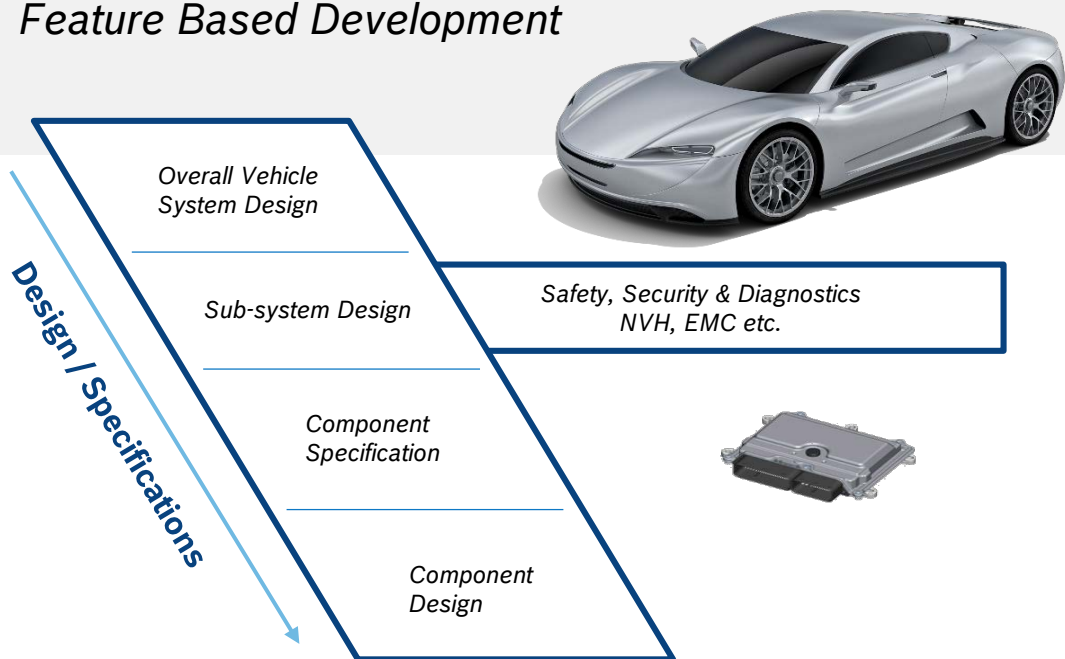 Feature Based Development
Overall Vehicle
System Design
Sub-system Design
Safety, Security & Diagnostics
NVH, EMC etc.
Design / Specifications
Component
Specification
Component
Design